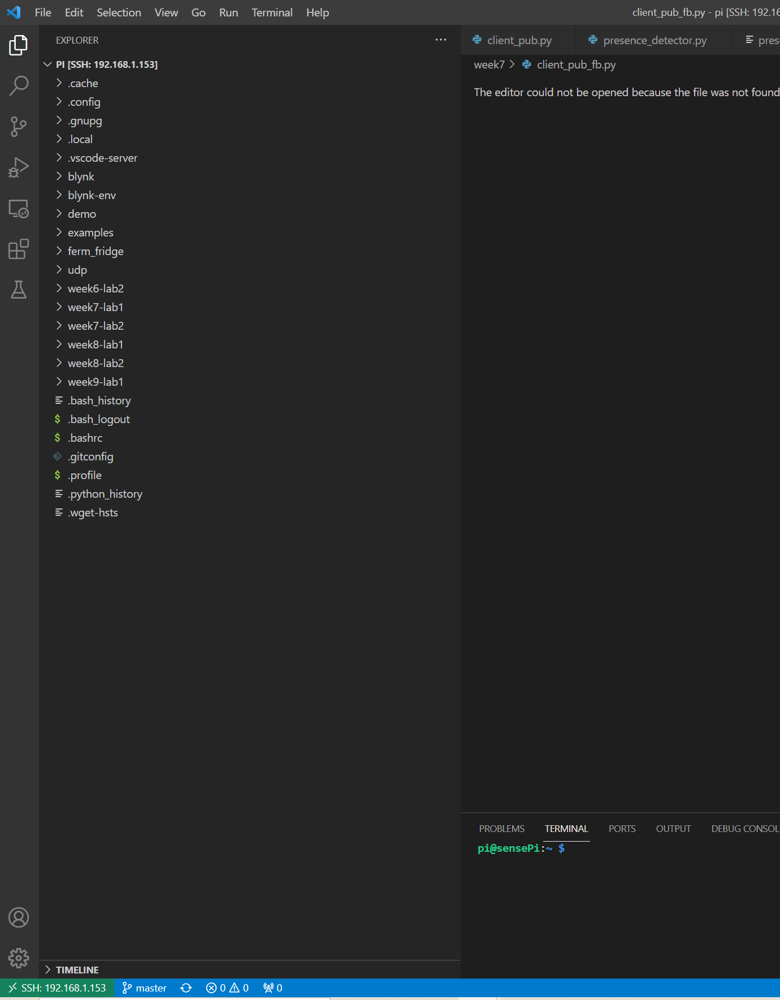 File Edit Selection View Go Run Terminal Help
client_pub_fb.py - pi [SSH: 192.16
EXPLORER
PI [SSH: 192.168.1.153]
.cache
.config
.gnupg
.local
.vscode-server
blynk
blynk-env
demo
examples
ferm_fridge
udp
week6-lab2
week7-lab1
week7-lab2
week8-lab1
week8-lab2
week9-lab1
.bash_history
$ .bash_logout
$ .bashrc
.gitconfig
$ .profile
.python_history
.wget-hsts
TIMELINE
client_pub.py presence_detector.py pres
week7 > client_pub_fb.py
The editor could not be opened because the file was not found
PROBLEMS TERMINAL PORTS OUTPUT DEBUG CONSOL
pi@sensePi:~ $
SSH: 192.168.1.153 master 0 0 0